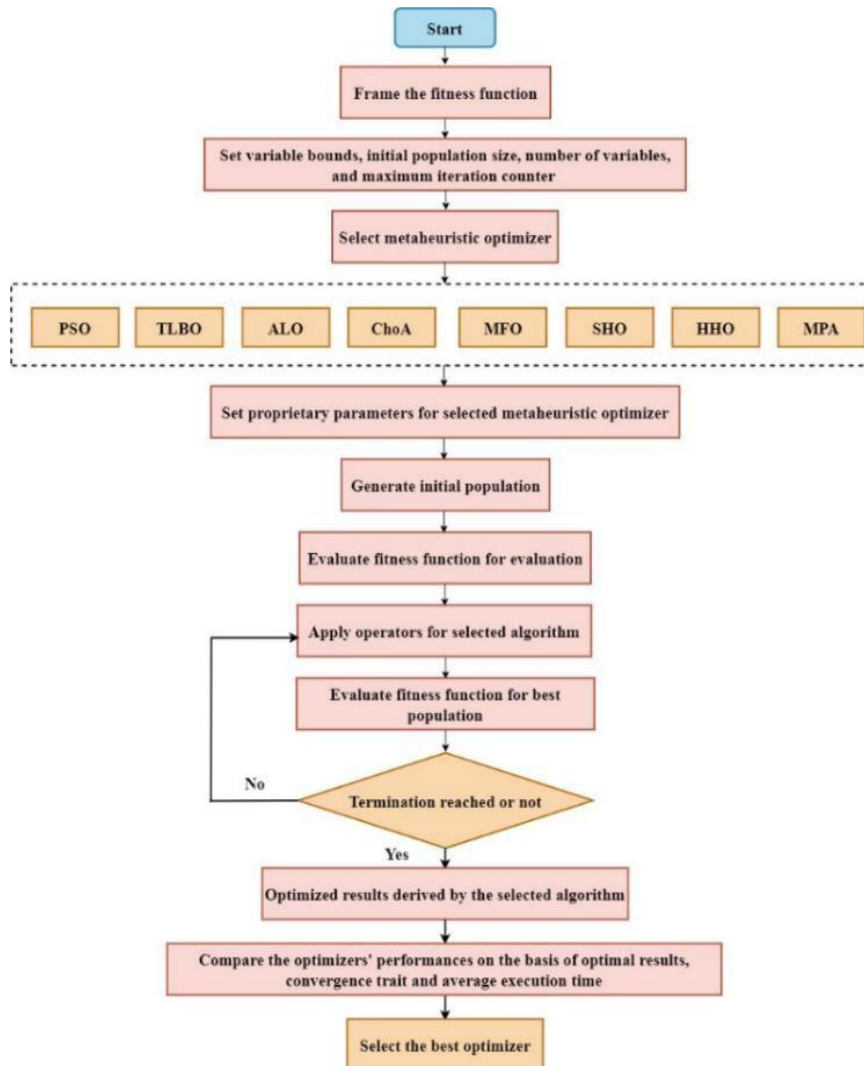 Start
Frame the fitness function
Set variable bounds, initial population size, number of variables,
and maximum iteration counter
Select metaheuristic optimizer
PSO TLBO ALO ChoA MFO SHO HHO MPA
Set proprietary parameters for selected metaheuristic optimizer
Generate initial population
Evaluate fitness function for evaluation
Apply operators for selected algorithm
Evaluate fitness function for best
population
No
Termination reached or not
Yes
Optimized results derived by the selected algorithm
Compare the optimizers' performances on the basis of optimal results,
convergence trait and average execution time
Select the best optimizer